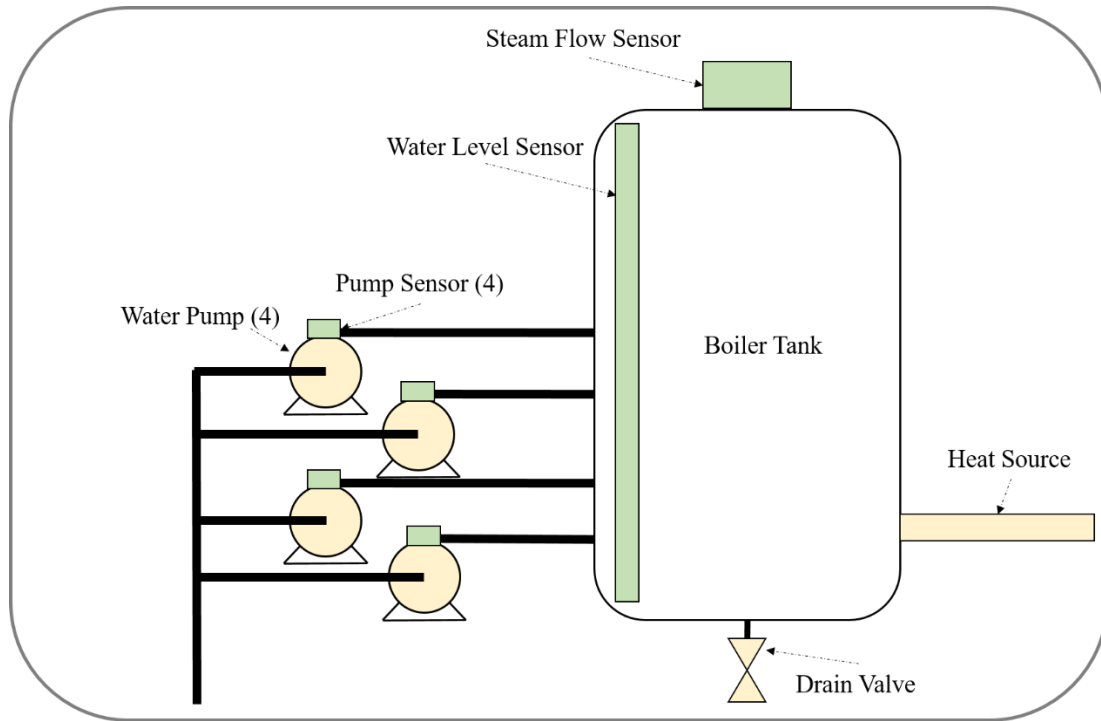 Steam Flow Sensor
Water Level Sensor
Pump Sensor (4)
Water Pump (4)
Boiler Tank
Heat Source
Drain Valve